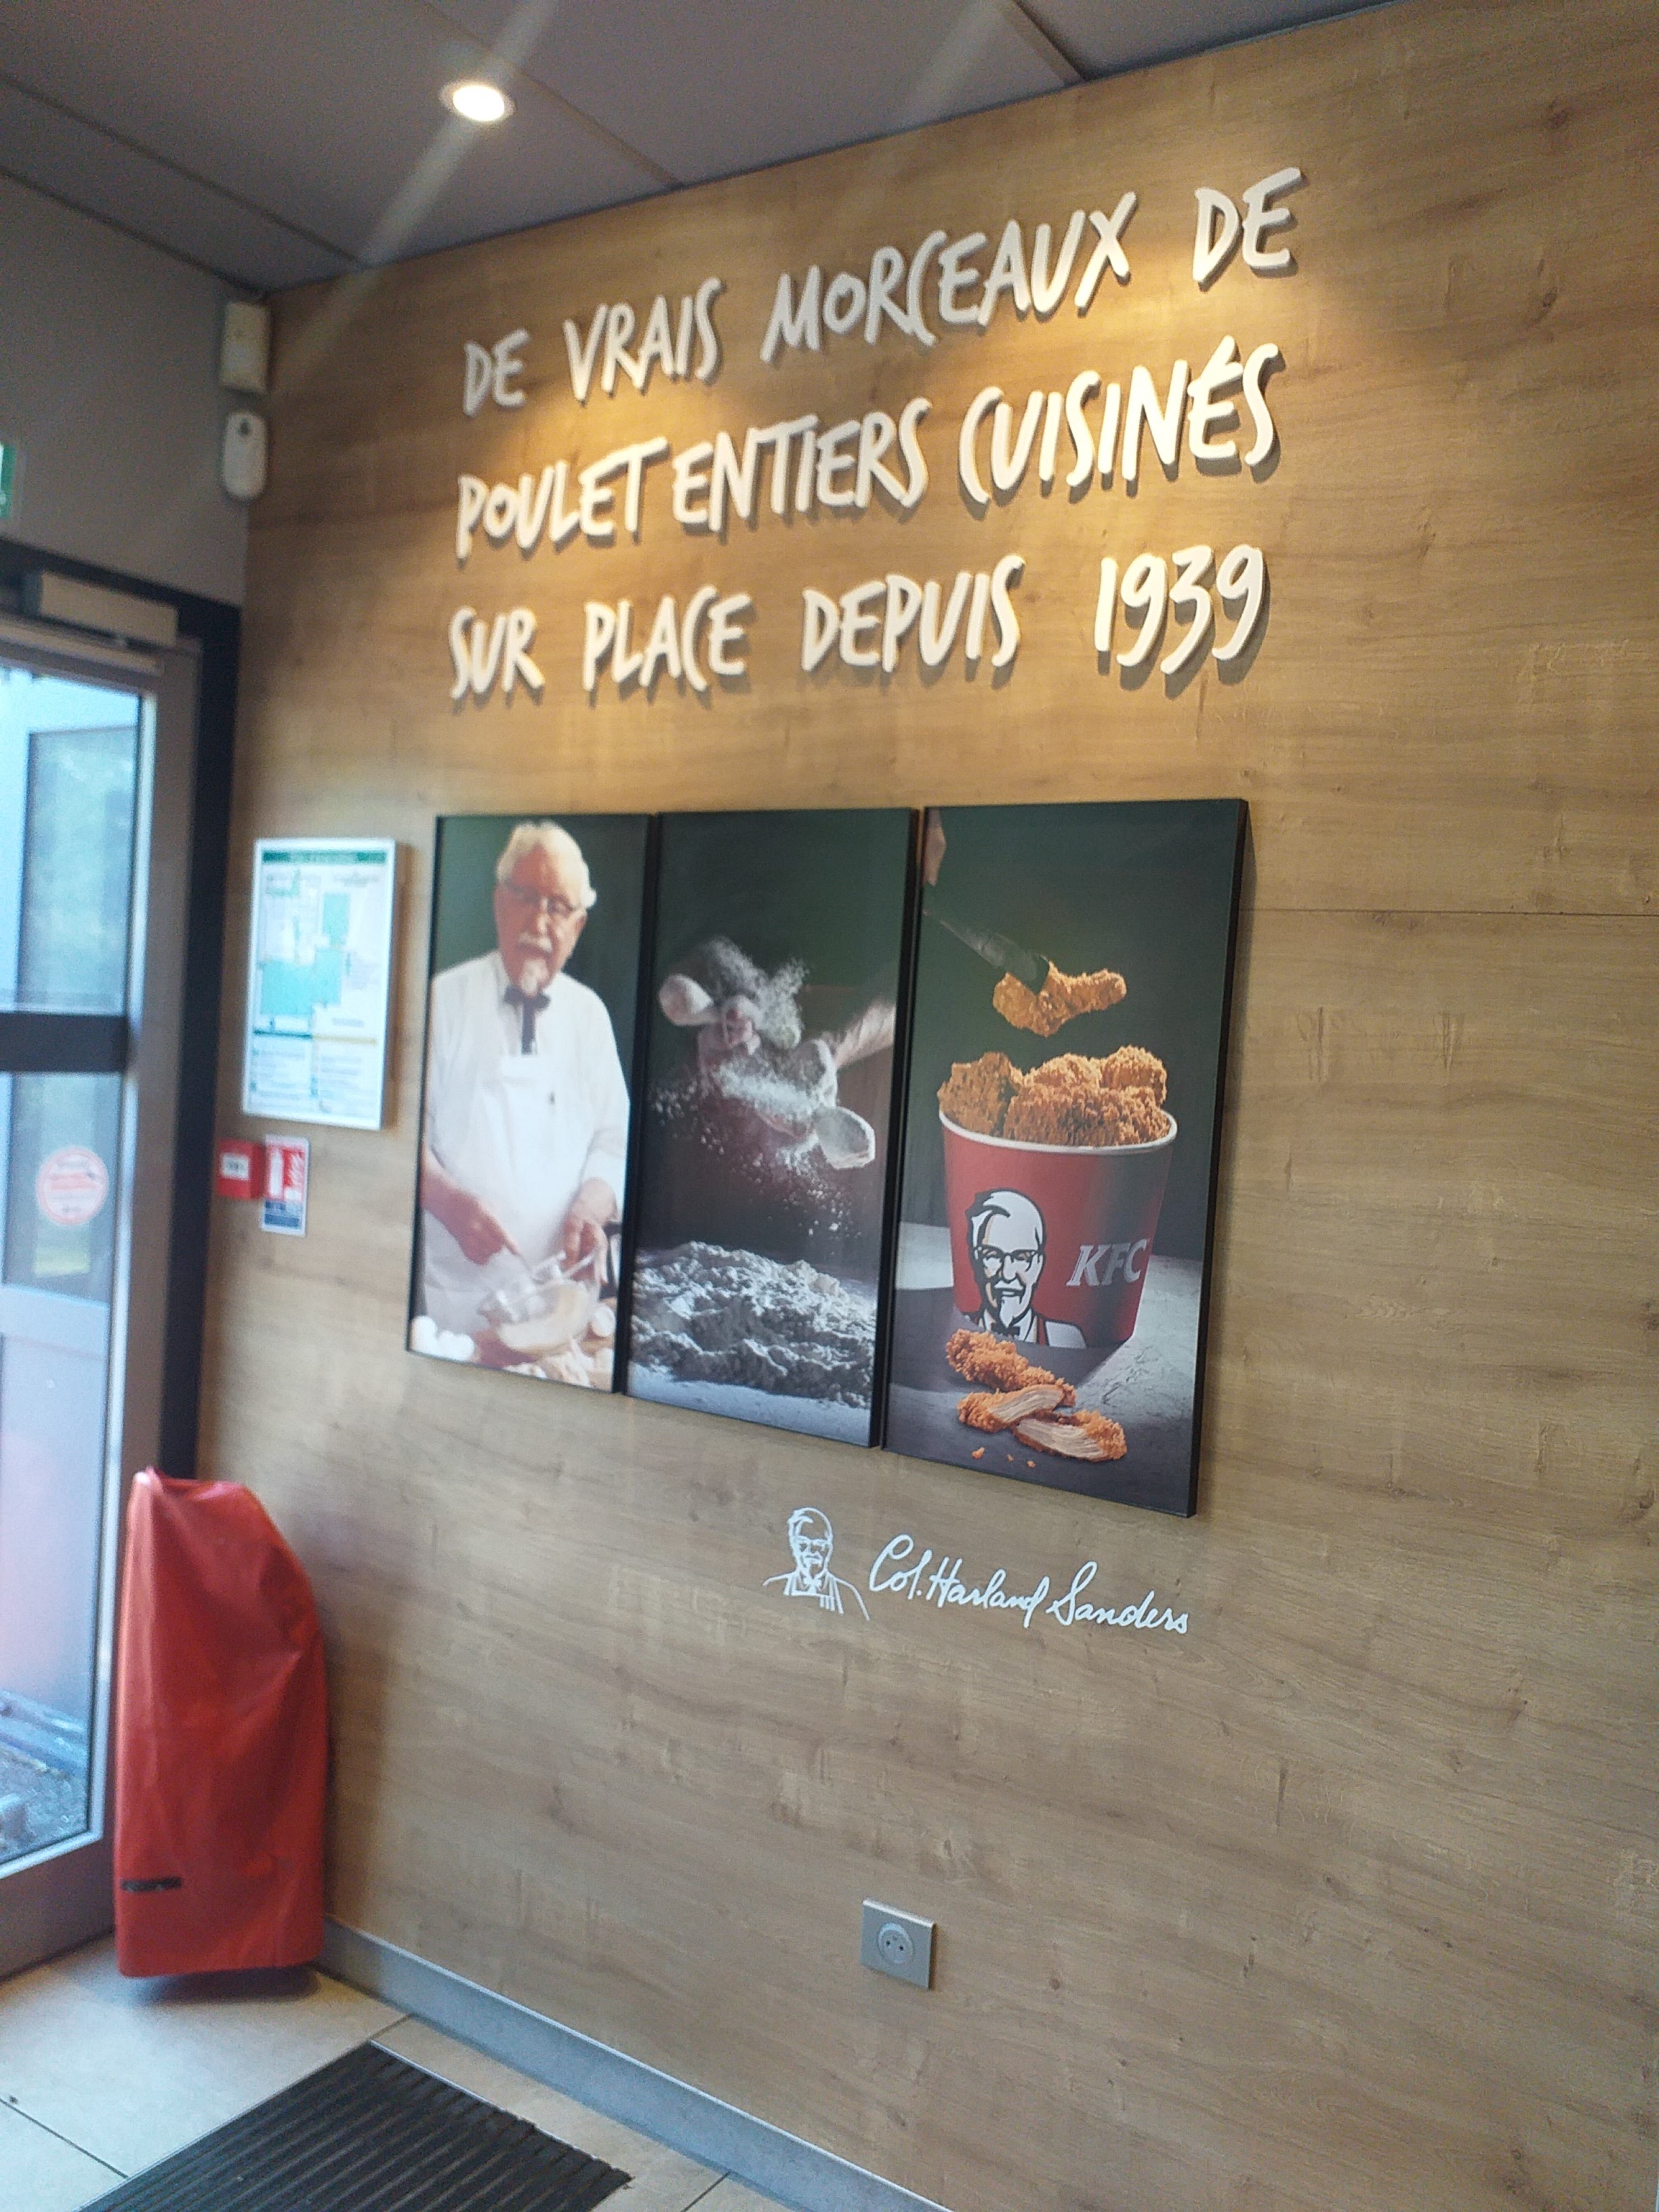 DE VRAIS MORCEAUX DE
POULET ENTIERS CUISINÉS
SUR PLACE DEPUIS 1939
KFC
Col. Harland Sanders